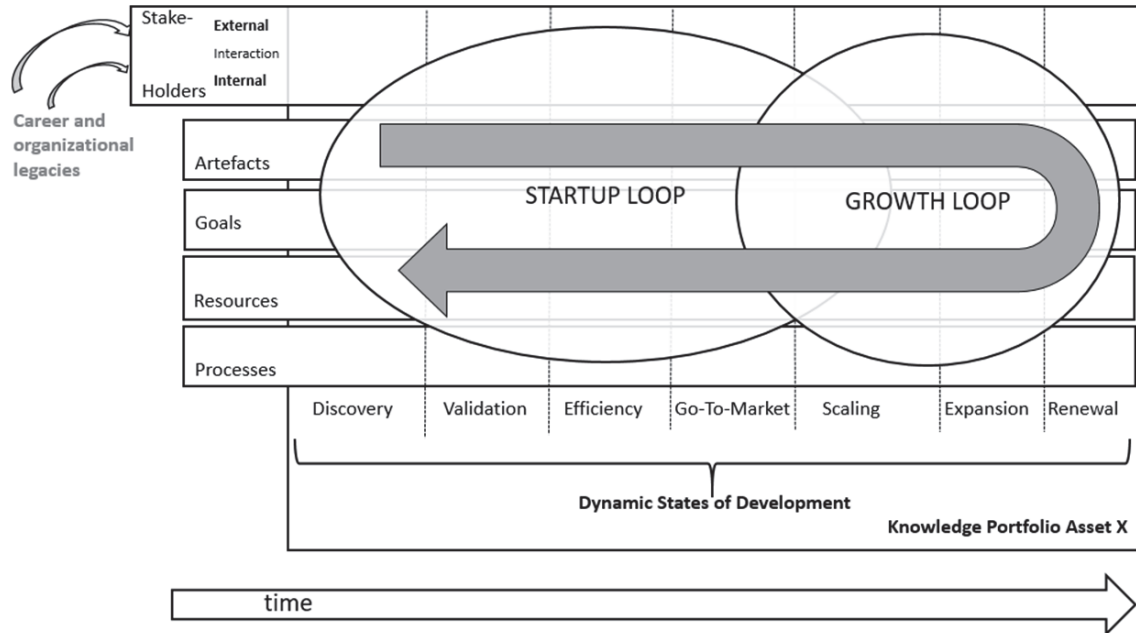 Stake-
External
Interaction
Internal
Holders
Career and
organizational
legacies
Artefacts
STARTUP LOOP
GROWTH LOOP
Goals
Resources
Processes
Discovery
Validation
Efficiency
Go-To-Market
Scaling
Expansion
Renewal
Dynamic States of Development
Knowledge Portfolio Asset X
time